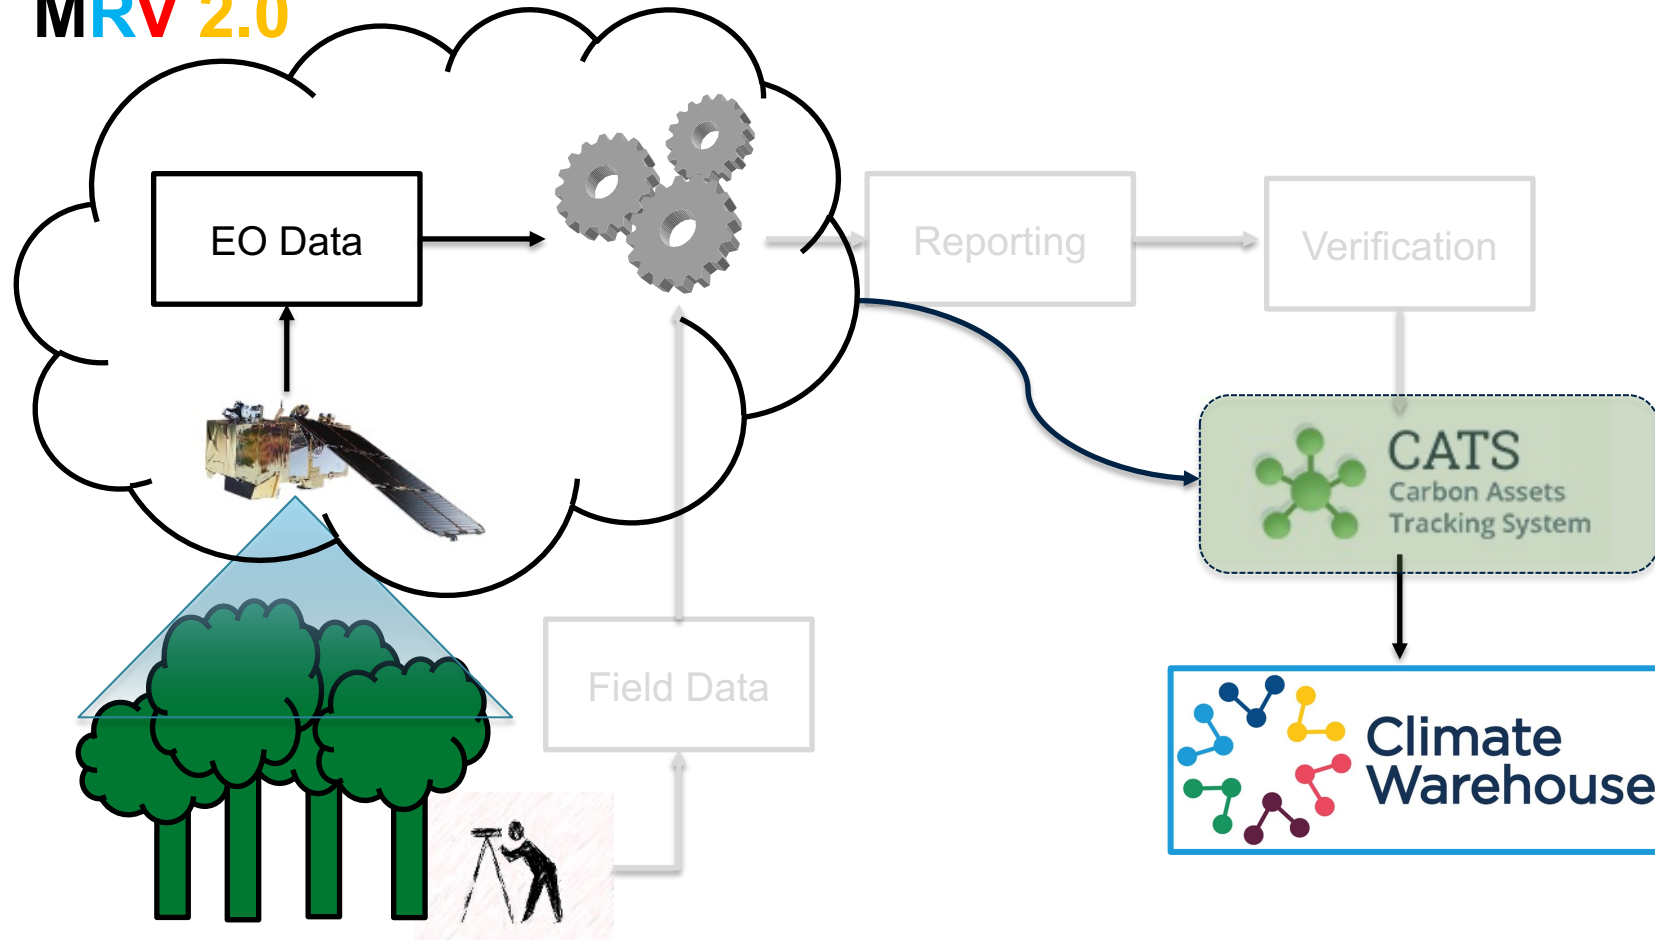 MRV 2.0
EO Data
Reporting
Verification
CATS
Carbon Assets
Tracking System
Field Data
Climate
Warehouse